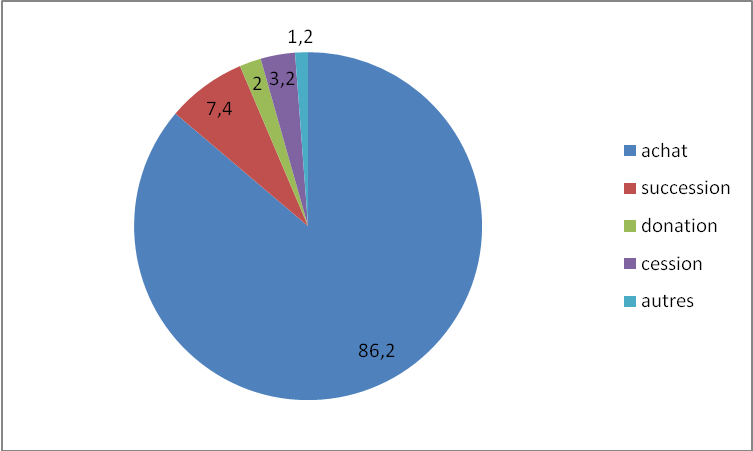 1,2
3,2
2
7,4
86,2
achat
succession
donation
cession
autres